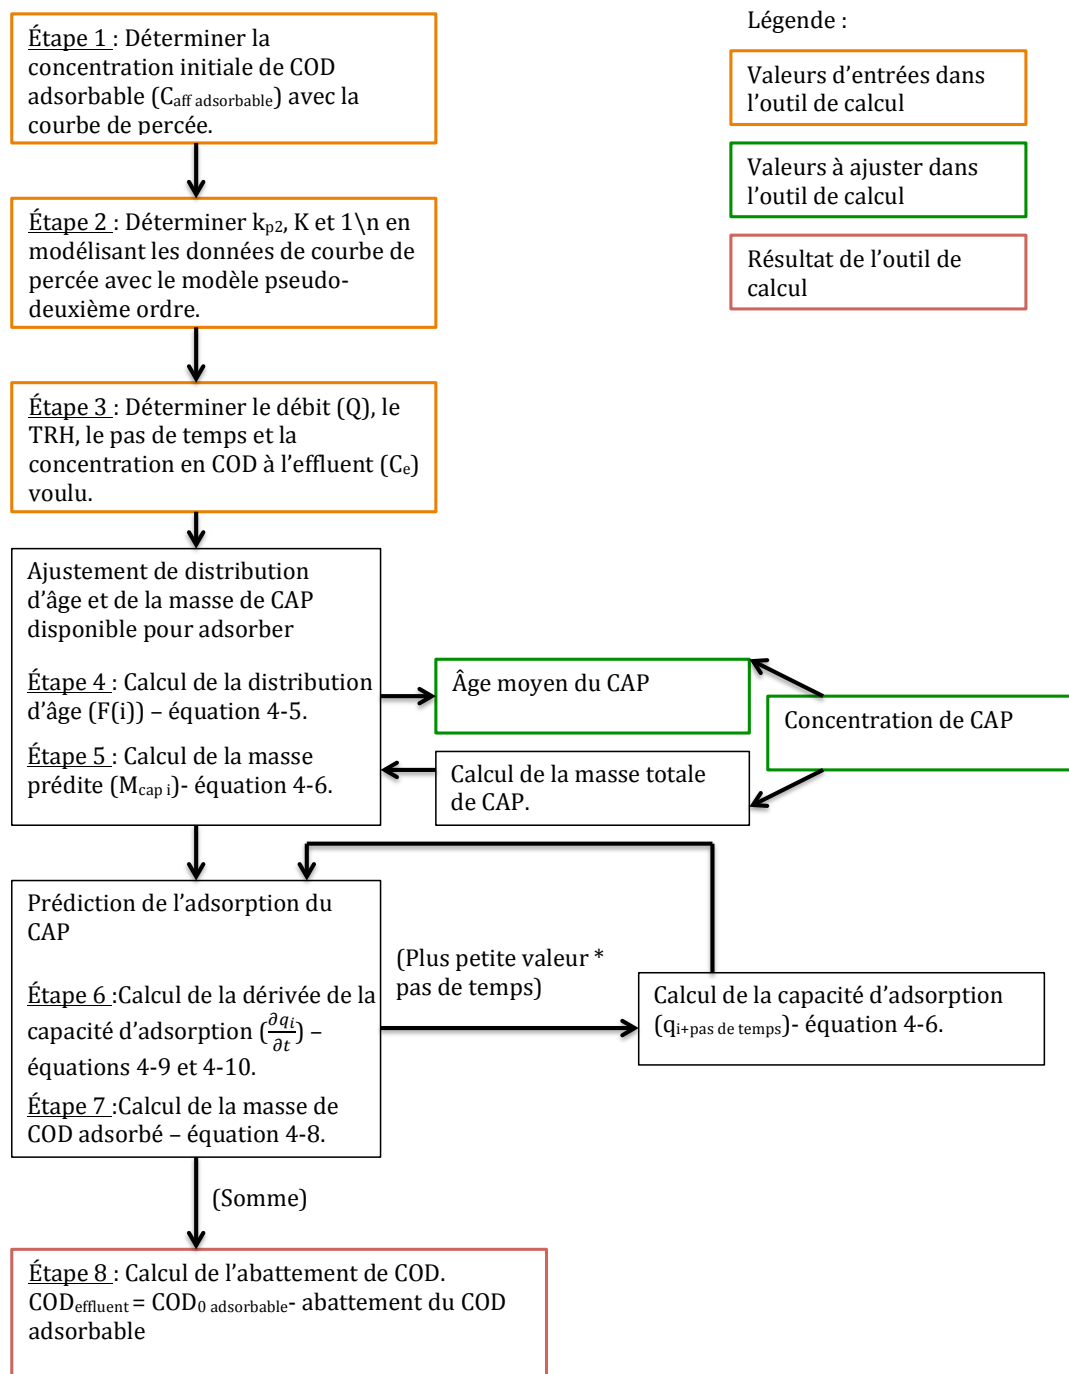 Étape 1 : Déterminer la
concentration initiale de COD
adsorbable (Caff adsorbable) avec la
courbe de percée.
Légende :
Valeurs d'entrées dans
l'outil de calcul
Valeurs à ajuster dans
l'outil de calcul
Résultat de l'outil de
calcul
Étape 2 : Déterminer kp2, K et 1\n en
modélisant les données de courbe de
percée avec le modèle pseudo-
deuxième ordre.
Étape 3 : Déterminer le débit (Q), le
TRH, le pas de temps et la
concentration en COD à l'effluent (Ce)
voulu.
Ajustement de distribution
d'âge et de la masse de CAP
disponible pour adsorber
Étape 4 : Calcul de la distribution
d'âge (F(i)) – équation 4-5.
Étape 5 : Calcul de la masse
prédite (Mcap i)- équation 4-6.
Âge moyen du CAP
Concentration de CAP
Calcul de la masse totale
de CAP.
Prédiction de l'adsorption du
CAP
Étape 6 :Calcul de la dérivée de la
capacité d'adsorption (∂qi/∂t) –
équations 4-9 et 4-10.
Étape 7 :Calcul de la masse de
COD adsorbé – équation 4-8.
(Plus petite valeur *
pas de temps)
Calcul de la capacité d'adsorption
(qi+pas de temps)- équation 4-6.
(Somme)
Étape 8 : Calcul de l'abattement de COD.
CODeffluent = COD0 adsorbable- abattement du COD
adsorbable